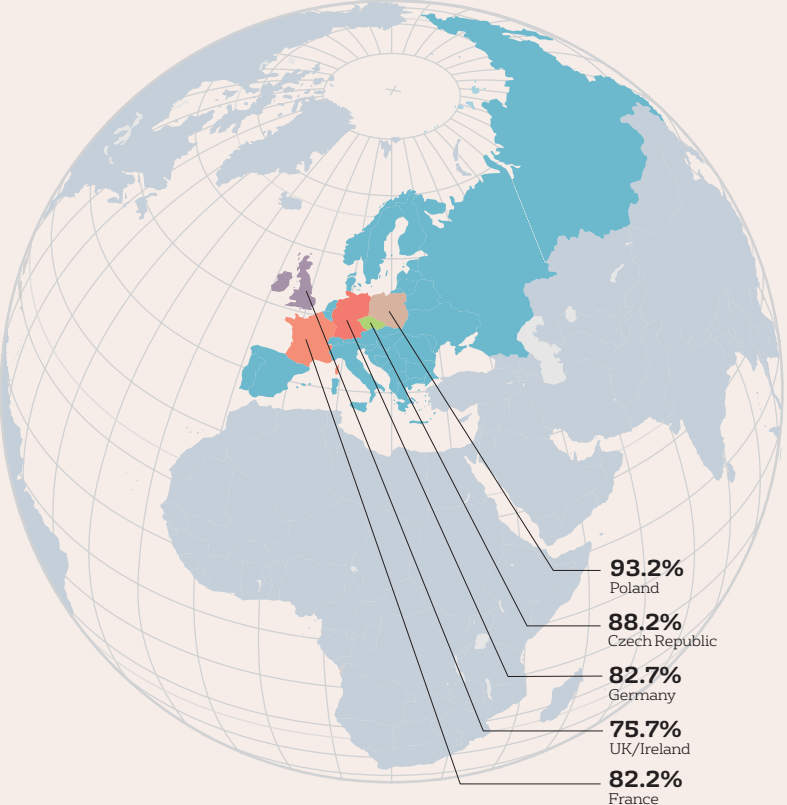 93.2%
Poland
88.2%
Czech Republic
82.7%
Germany
75.7%
UK/Ireland
82.2%
France